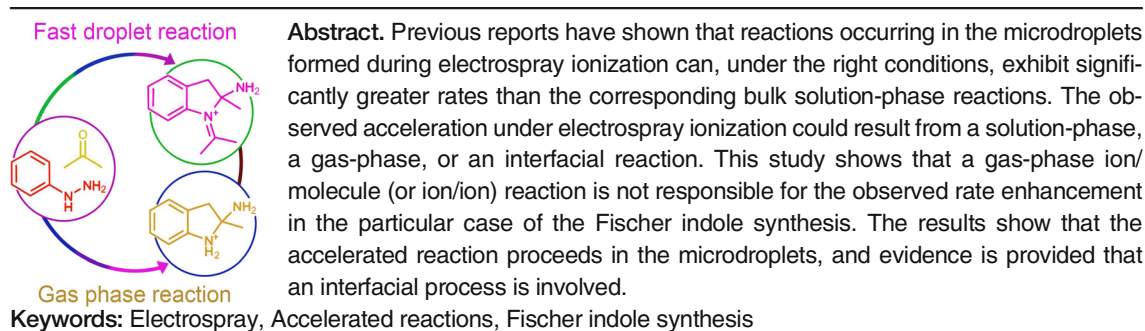 Fast droplet reaction
O
N
H
NH2
NH2
N+
NH2
N+
H2
Gas phase reaction
Abstract. Previous reports have shown that reactions occurring in the microdroplets
formed during electrospray ionization can, under the right conditions, exhibit signifi-
cantly greater rates than the corresponding bulk solution-phase reactions. The ob-
served acceleration under electrospray ionization could result from a solution-phase,
a gas-phase, or an interfacial reaction. This study shows that a gas-phase ion/
molecule (or ion/ion) reaction is not responsible for the observed rate enhancement
in the particular case of the Fischer indole synthesis. The results show that the
accelerated reaction proceeds in the microdroplets, and evidence is provided that
an interfacial process is involved.
Keywords: Electrospray, Accelerated reactions, Fischer indole synthesis